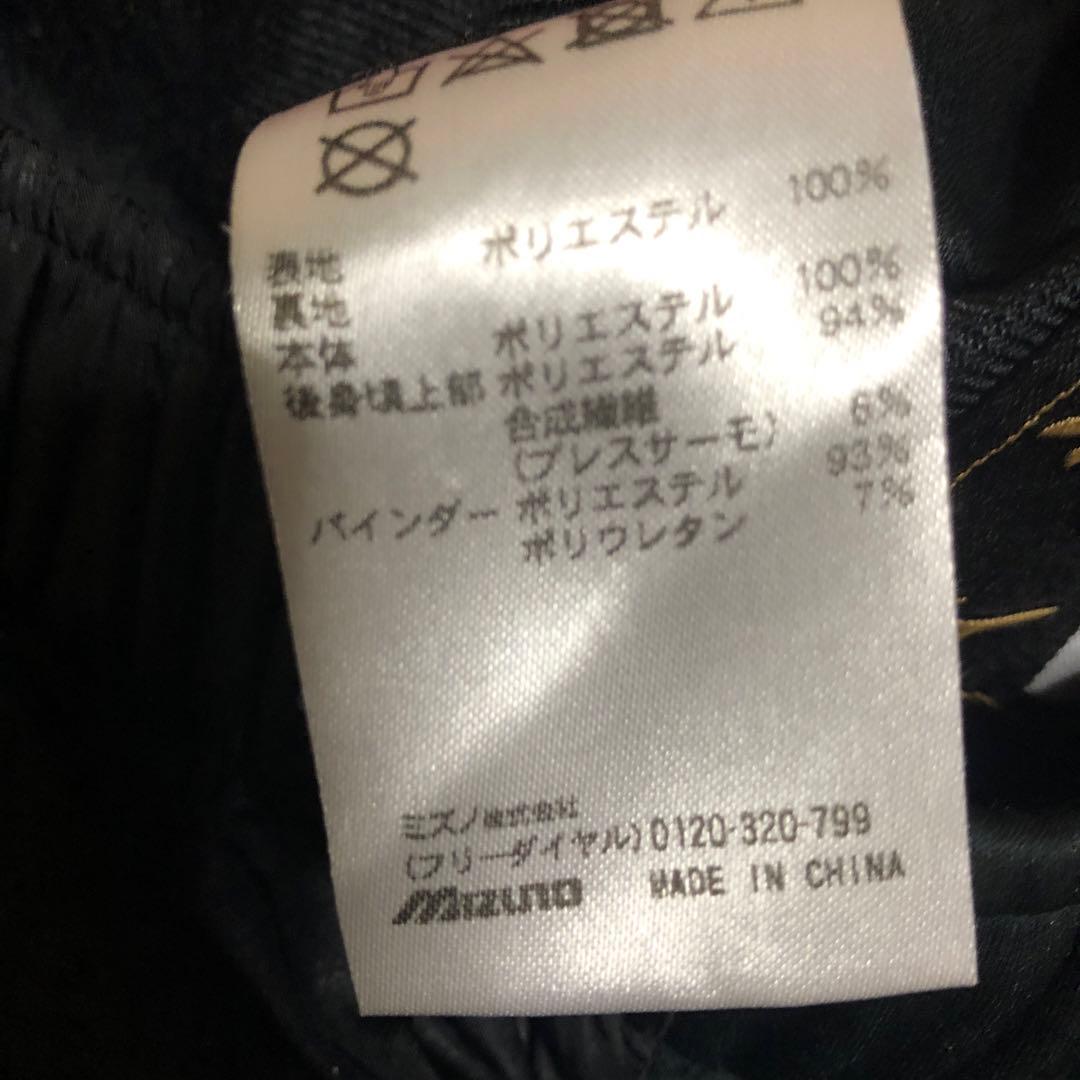 表地 ポリエステル 100%
裏地
本体 ポリエステル 100%
後身頃上部 ポリエステル 94%
合成繊維
(ブレスサーモ) 6%
バインダー ポリエステル 93%
ポリウレタン 7%
ミズノ株式会社
(フリーダイヤル)0120-320-799
Mizuno MADE IN CHINA